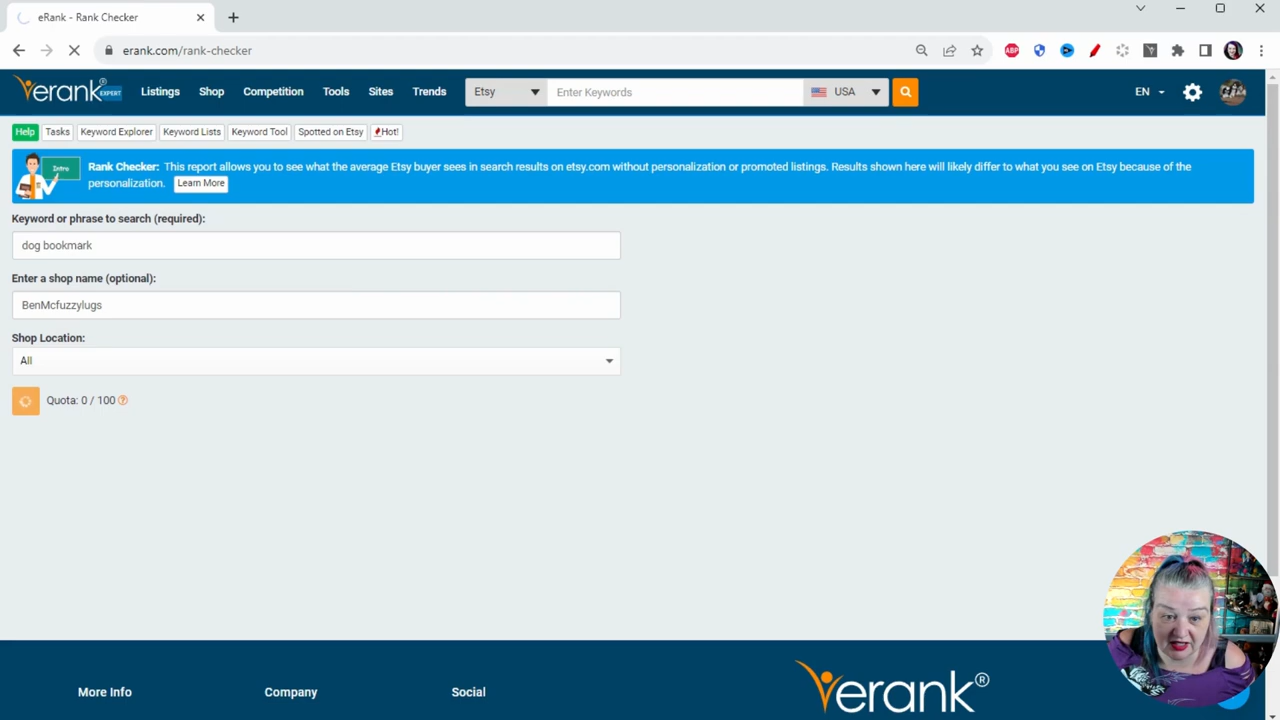 eRank - Rank Checker
erank.com/rank-checker
ABP
erank® EXPERT
Listings Shop Competition Tools Sites Trends
Etsy Enter Keywords USA
EN
Help Tasks Keyword Explorer Keyword Lists Keyword Tool Spotted on Etsy Hot!
Intro
Rank Checker: This report allows you to see what the average Etsy buyer sees in search results on etsy.com without personalization or promoted listings. Results shown here will likely differ to what you see on Etsy because of the
personalization. Learn More
Keyword or phrase to search (required):
dog bookmark
Enter a shop name (optional):
BenMcfuzzylugs
Shop Location:
All
Quota: 0 / 100 ?
More Info Company Social
erank®